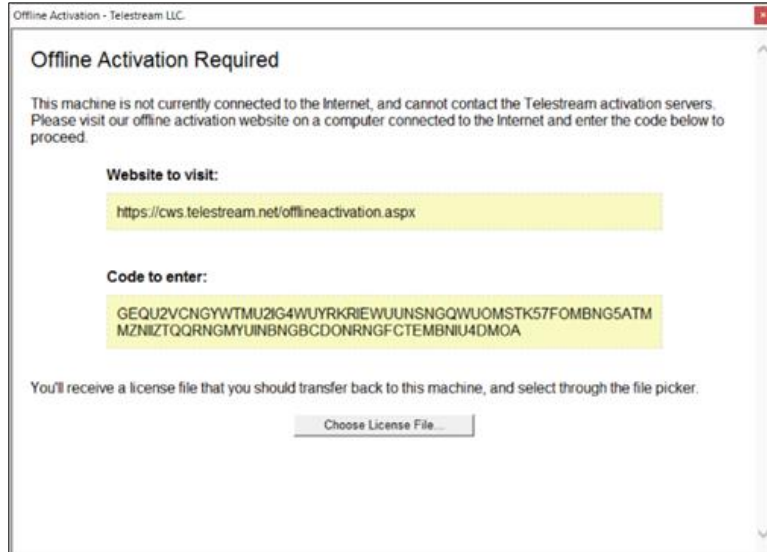 Offline Activation - Telestream LLC.
Offline Activation Required
This machine is not currently connected to the Internet, and cannot contact the Telestream activation servers.
Please visit our offline activation website on a computer connected to the Internet and enter the code below to
proceed.
Website to visit:
https://cws.telestream.net/offlineactivation.aspx
Code to enter:
GEQU2VCNGYWTMU2IG4WUYRKRIEWUUNSNGQWUOMSTK57FOMBNG5ATM
MZNIIZTQQRNGMYUINBNGBCDONRNGFCTEMBNIU4DMOA
You'll receive a license file that you should transfer back to this machine, and select through the file picker.
Choose License File...